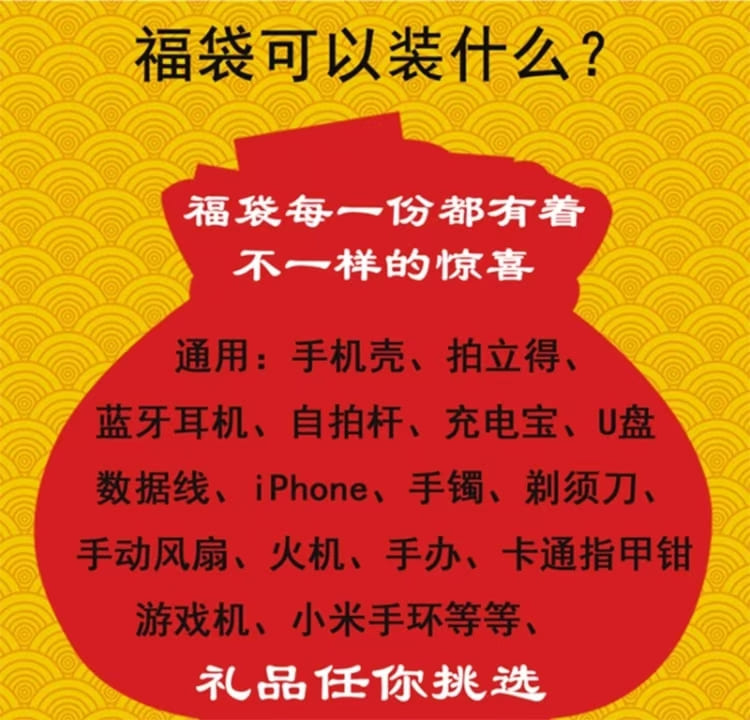 福袋可以装什么？
福袋每一份都有着
不一样的惊喜
通用：手机壳、拍立得、
蓝牙耳机、自拍杆、充电宝、U盘
数据线、iPhone、手镯、剃须刀、
手动风扇、火机、手办、卡通指甲钳
游戏机、小米手环等等、
礼品任你挑选